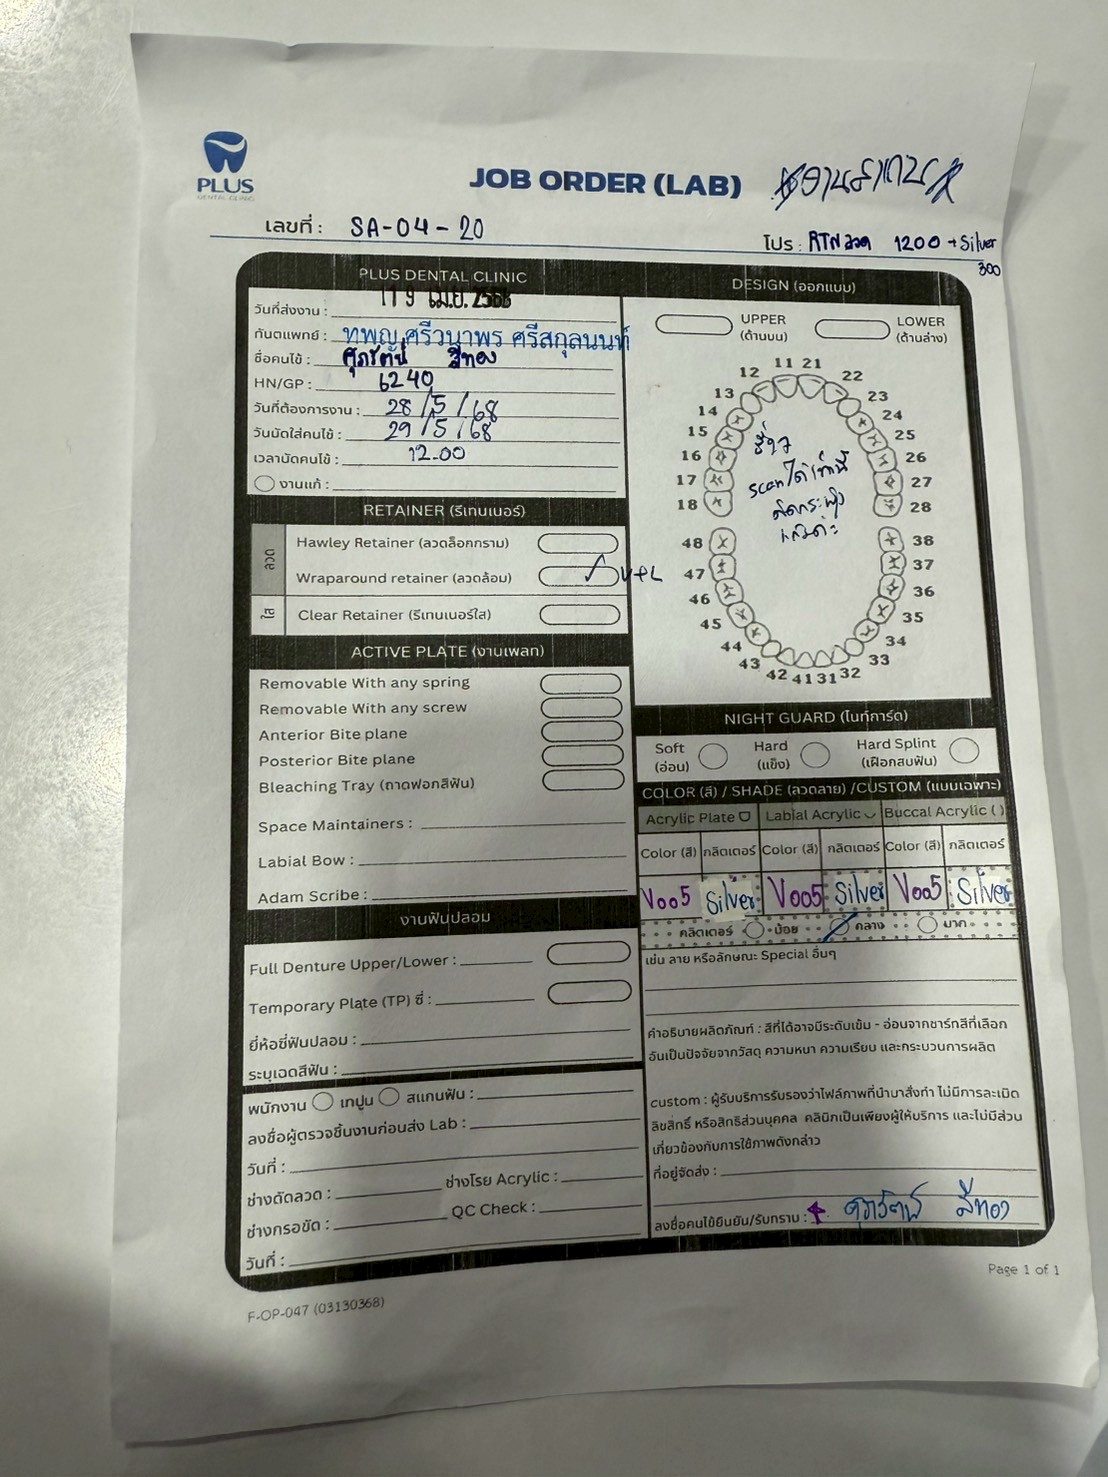 PLUS
DENTAL CLINIC
JOB ORDER (LAB)
เลขที่ : SA-04-20
โปร : RTN ลวด 1200 + Silver 300
PLUS DENTAL CLINIC
วันที่ส่งงาน : 19 เม.ย. 2568
ทันตแพทย์ : ทพญ.ศรีวนาพร ศรีสกุลนนท์
ชื่อคนไข้ : ศุภรัตน์ สีทอง
HN/GP : 6240
วันที่ต้องการงาน : 28/5/68
วันนัดใส่คนไข้ : 29/5/68
เวลานัดคนไข้ : 12.00
งานแก้ :
RETAINER (รีเทนเนอร์)
ลวด
Hawley Retainer (ลวดล็อคกราม)
Wraparound retainer (ลวดล้อม) U+L
ใส
Clear Retainer (รีเทนเนอร์ใส)
ACTIVE PLATE (งานเพลท)
Removable With any spring
Removable With any screw
Anterior Bite plane
Posterior Bite plane
Bleaching Tray (ถาดฟอกสีฟัน)
Space Maintainers :
Labial Bow :
Adam Scribe :
งานฟันปลอม
Full Denture Upper/Lower :
Temporary Plate (TP) ซี่ :
ยี่ห้อซี่ฟันปลอม :
ระบุเฉดสีฟัน :
พนักงาน เทปูน สแกนฟัน :
ลงชื่อผู้ตรวจชิ้นงานก่อนส่ง Lab :
วันที่ :
ช่างดัดลวด : ช่างโรย Acrylic :
ช่างกรอขัด : QC Check :
วันที่ :
DESIGN (ออกแบบ)
UPPER (ด้านบน) LOWER (ด้านล่าง)
11 21
12 22
13 23
14 24
15 25
16 26
17 27
18 28
scan ได้เท่านี้
48 38
47 37
46 36
45 35
44 34
43 33
42 41 31 32
NIGHT GUARD (ไนท์การ์ด)
Soft (อ่อน) Hard (แข็ง) Hard Splint (เฝือกสบฟัน)
COLOR (สี) / SHADE (ลวดลาย) /CUSTOM (แบบเฉพาะ)
Acrylic Plate Labial Acrylic Buccal Acrylic ( )
Color (สี) กลิตเตอร์ Color (สี) กลิตเตอร์ Color (สี) กลิตเตอร์
V005 Silver V005 Silver V005 Silver
กลิตเตอร์ น้อย กลาง มาก
เช่น ลาย หรือลักษณะ Special อื่นๆ
คำอธิบายผลิตภัณฑ์ : สีที่ได้อาจมีระดับเข้ม - อ่อนจากชาร์ทสีที่เลือก
อันเป็นปัจจัยจากวัสดุ ความหนา ความเรียบ และกระบวนการผลิต
custom : ผู้รับบริการรับรองว่าไฟล์ภาพที่นำมาสั่งทำ ไม่มีการละเมิด
ลิขสิทธิ์ หรือสิทธิส่วนบุคคล คลินิกเป็นเพียงผู้ให้บริการ และไม่มีส่วน
เกี่ยวข้องกับการใช้ภาพดังกล่าว
ที่อยู่จัดส่ง :
ลงชื่อคนไข้ยืนยัน/รับทราบ : ศุภรัตน์ สีทอง
Page 1 of 1
F-OP-047 (03130368)